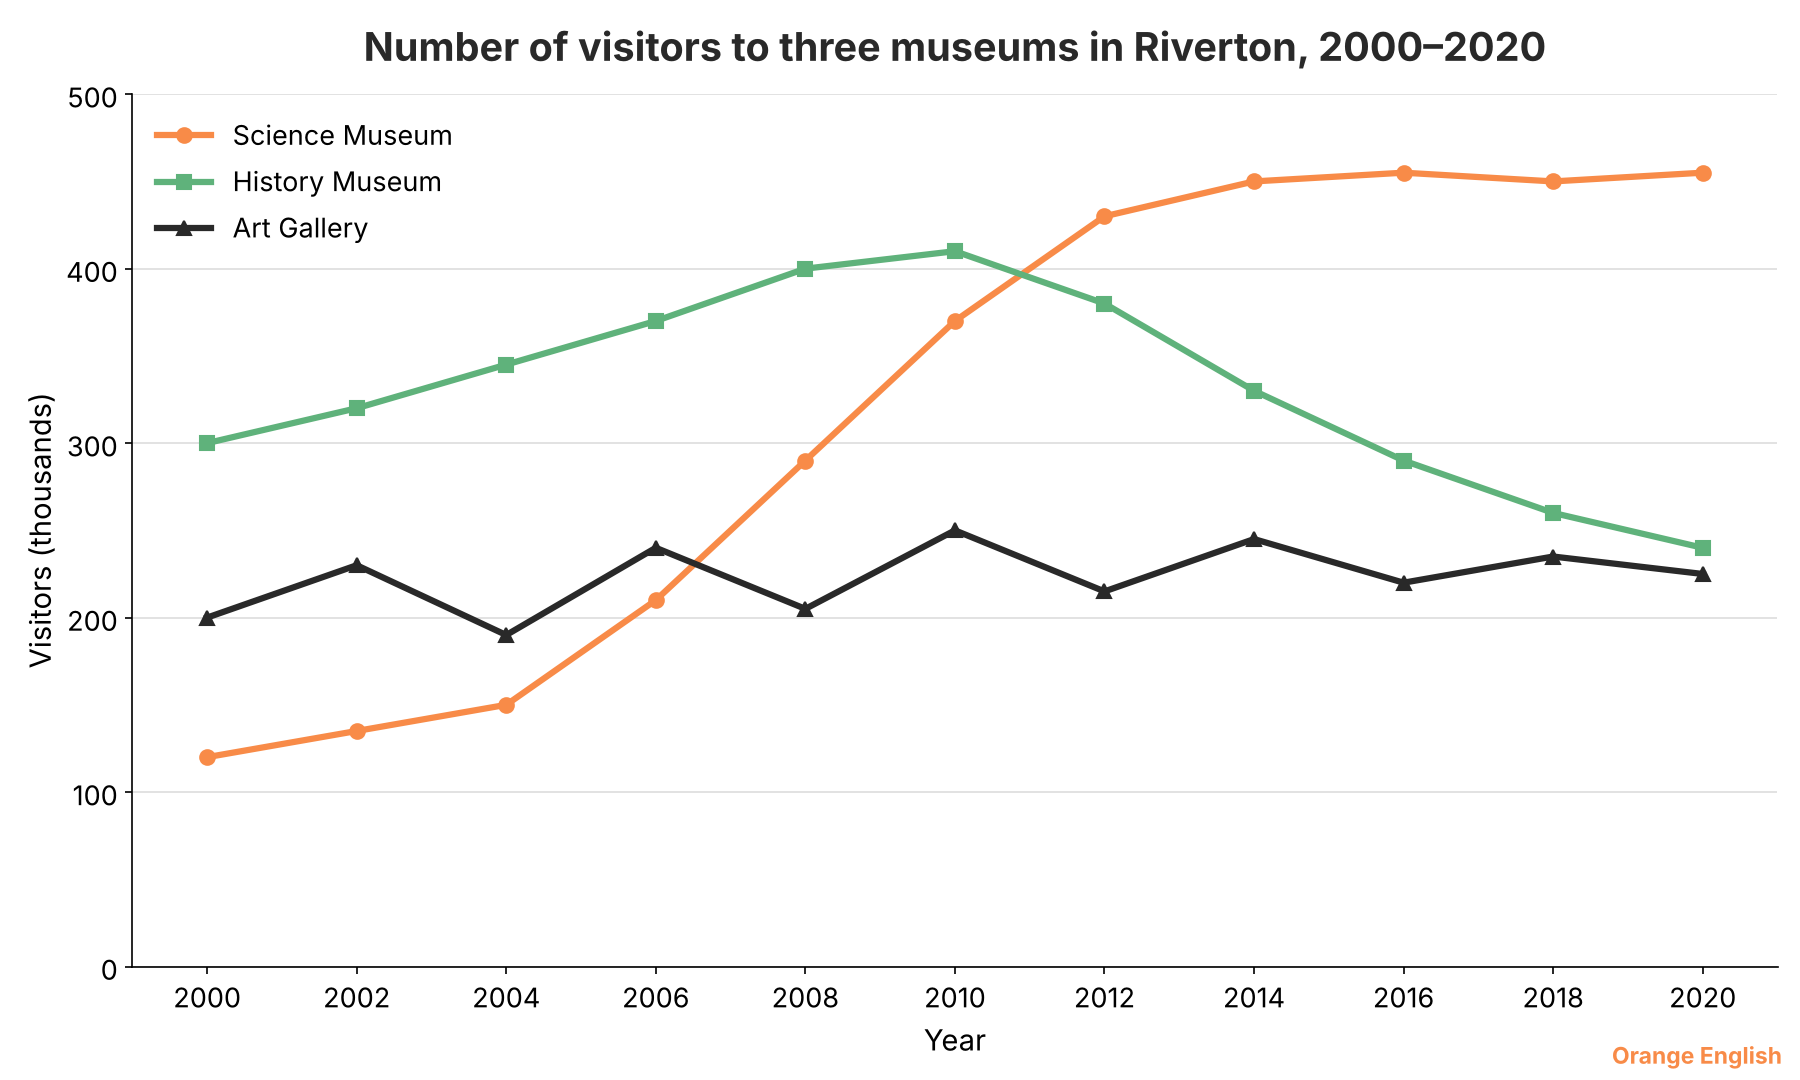 Number of visitors to three museums in Riverton, 2000–2020
500
Science Museum
History Museum
Art Gallery
400
300
200
100
0
Visitors (thousands)
2000 2002 2004 2006 2008 2010 2012 2014 2016 2018 2020
Year
Orange English